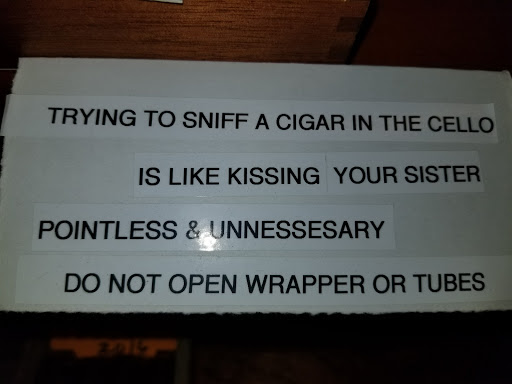 TRYING TO SNIFF A CIGAR IN THE CELLO
IS LIKE KISSING YOUR SISTER
POINTLESS & UNNESSESARY
DO NOT OPEN WRAPPER OR TUBES